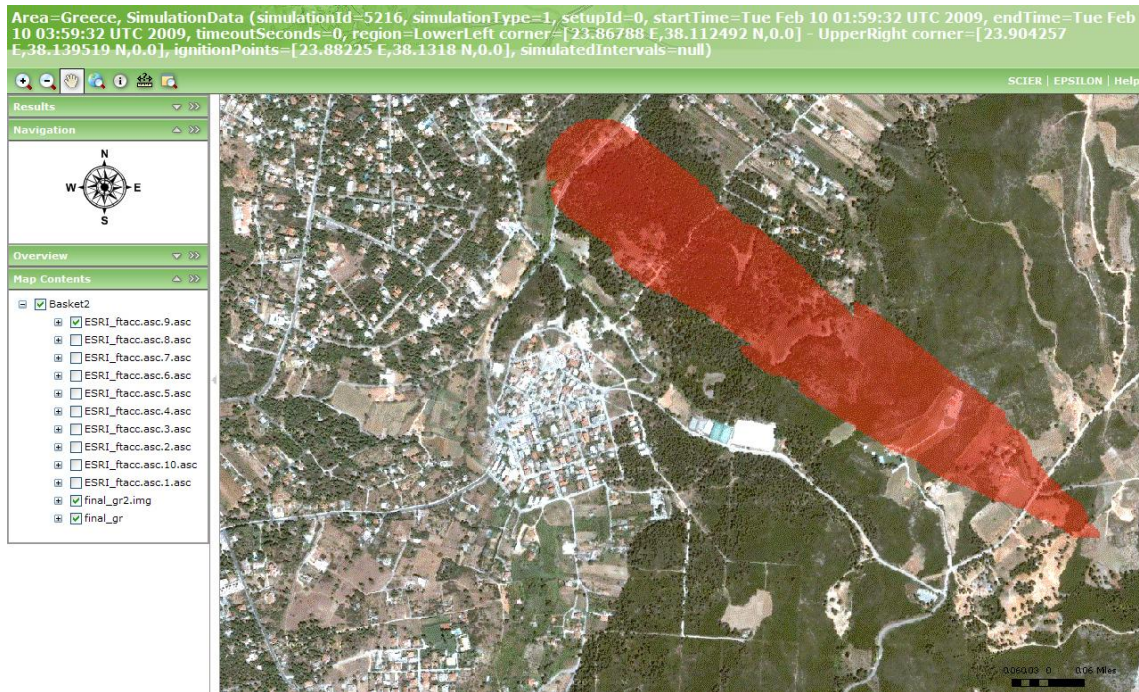 Area=Greece, SimulationData (simulationId=5216, simulationType=1, setupId=0, startTime=Tue Feb 10 01:59:32 UTC 2009, endTime=Tue Feb
10 03:59:32 UTC 2009, timeoutSeconds=0, region=LowerLeft corner=[23.86788 E,38.112492 N,0.0] - UpperRight corner=[23.904257
E,38.139519 N,0.0], ignitionPoints=[23.88225 E,38.1318 N,0.0], simulatedIntervals=null)
SCIER | EPSILON | Help
Results
Navigation
N
W E
S
Overview
Map Contents
Basket2
ESRI_ftacc.asc.9.asc
ESRI_ftacc.asc.8.asc
ESRI_ftacc.asc.7.asc
ESRI_ftacc.asc.6.asc
ESRI_ftacc.asc.5.asc
ESRI_ftacc.asc.4.asc
ESRI_ftacc.asc.3.asc
ESRI_ftacc.asc.2.asc
ESRI_ftacc.asc.10.asc
ESRI_ftacc.asc.1.asc
final_gr2.img
final_gr
0.060.03 0 0.06 Miles